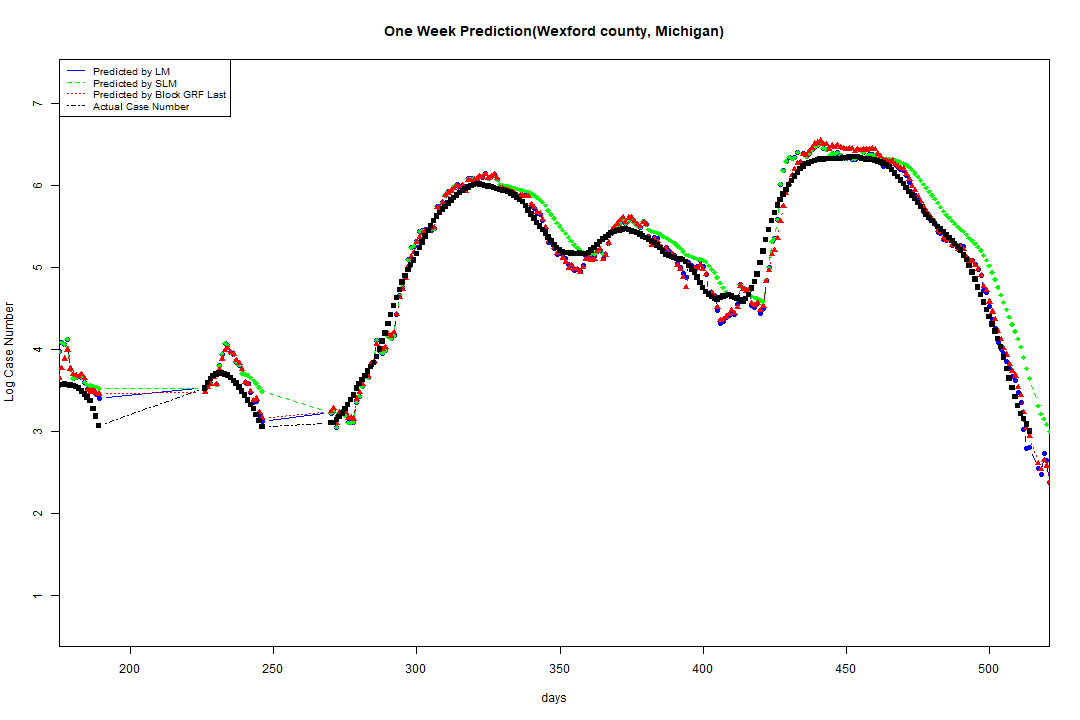 One Week Prediction(Wexford county, Michigan)
Predicted by LM
Predicted by SLM
Predicted by Block GRF Last
Actual Case Number
7
6
5
4
3
2
1
Log Case Number
200 250 300 350 400 450 500
days